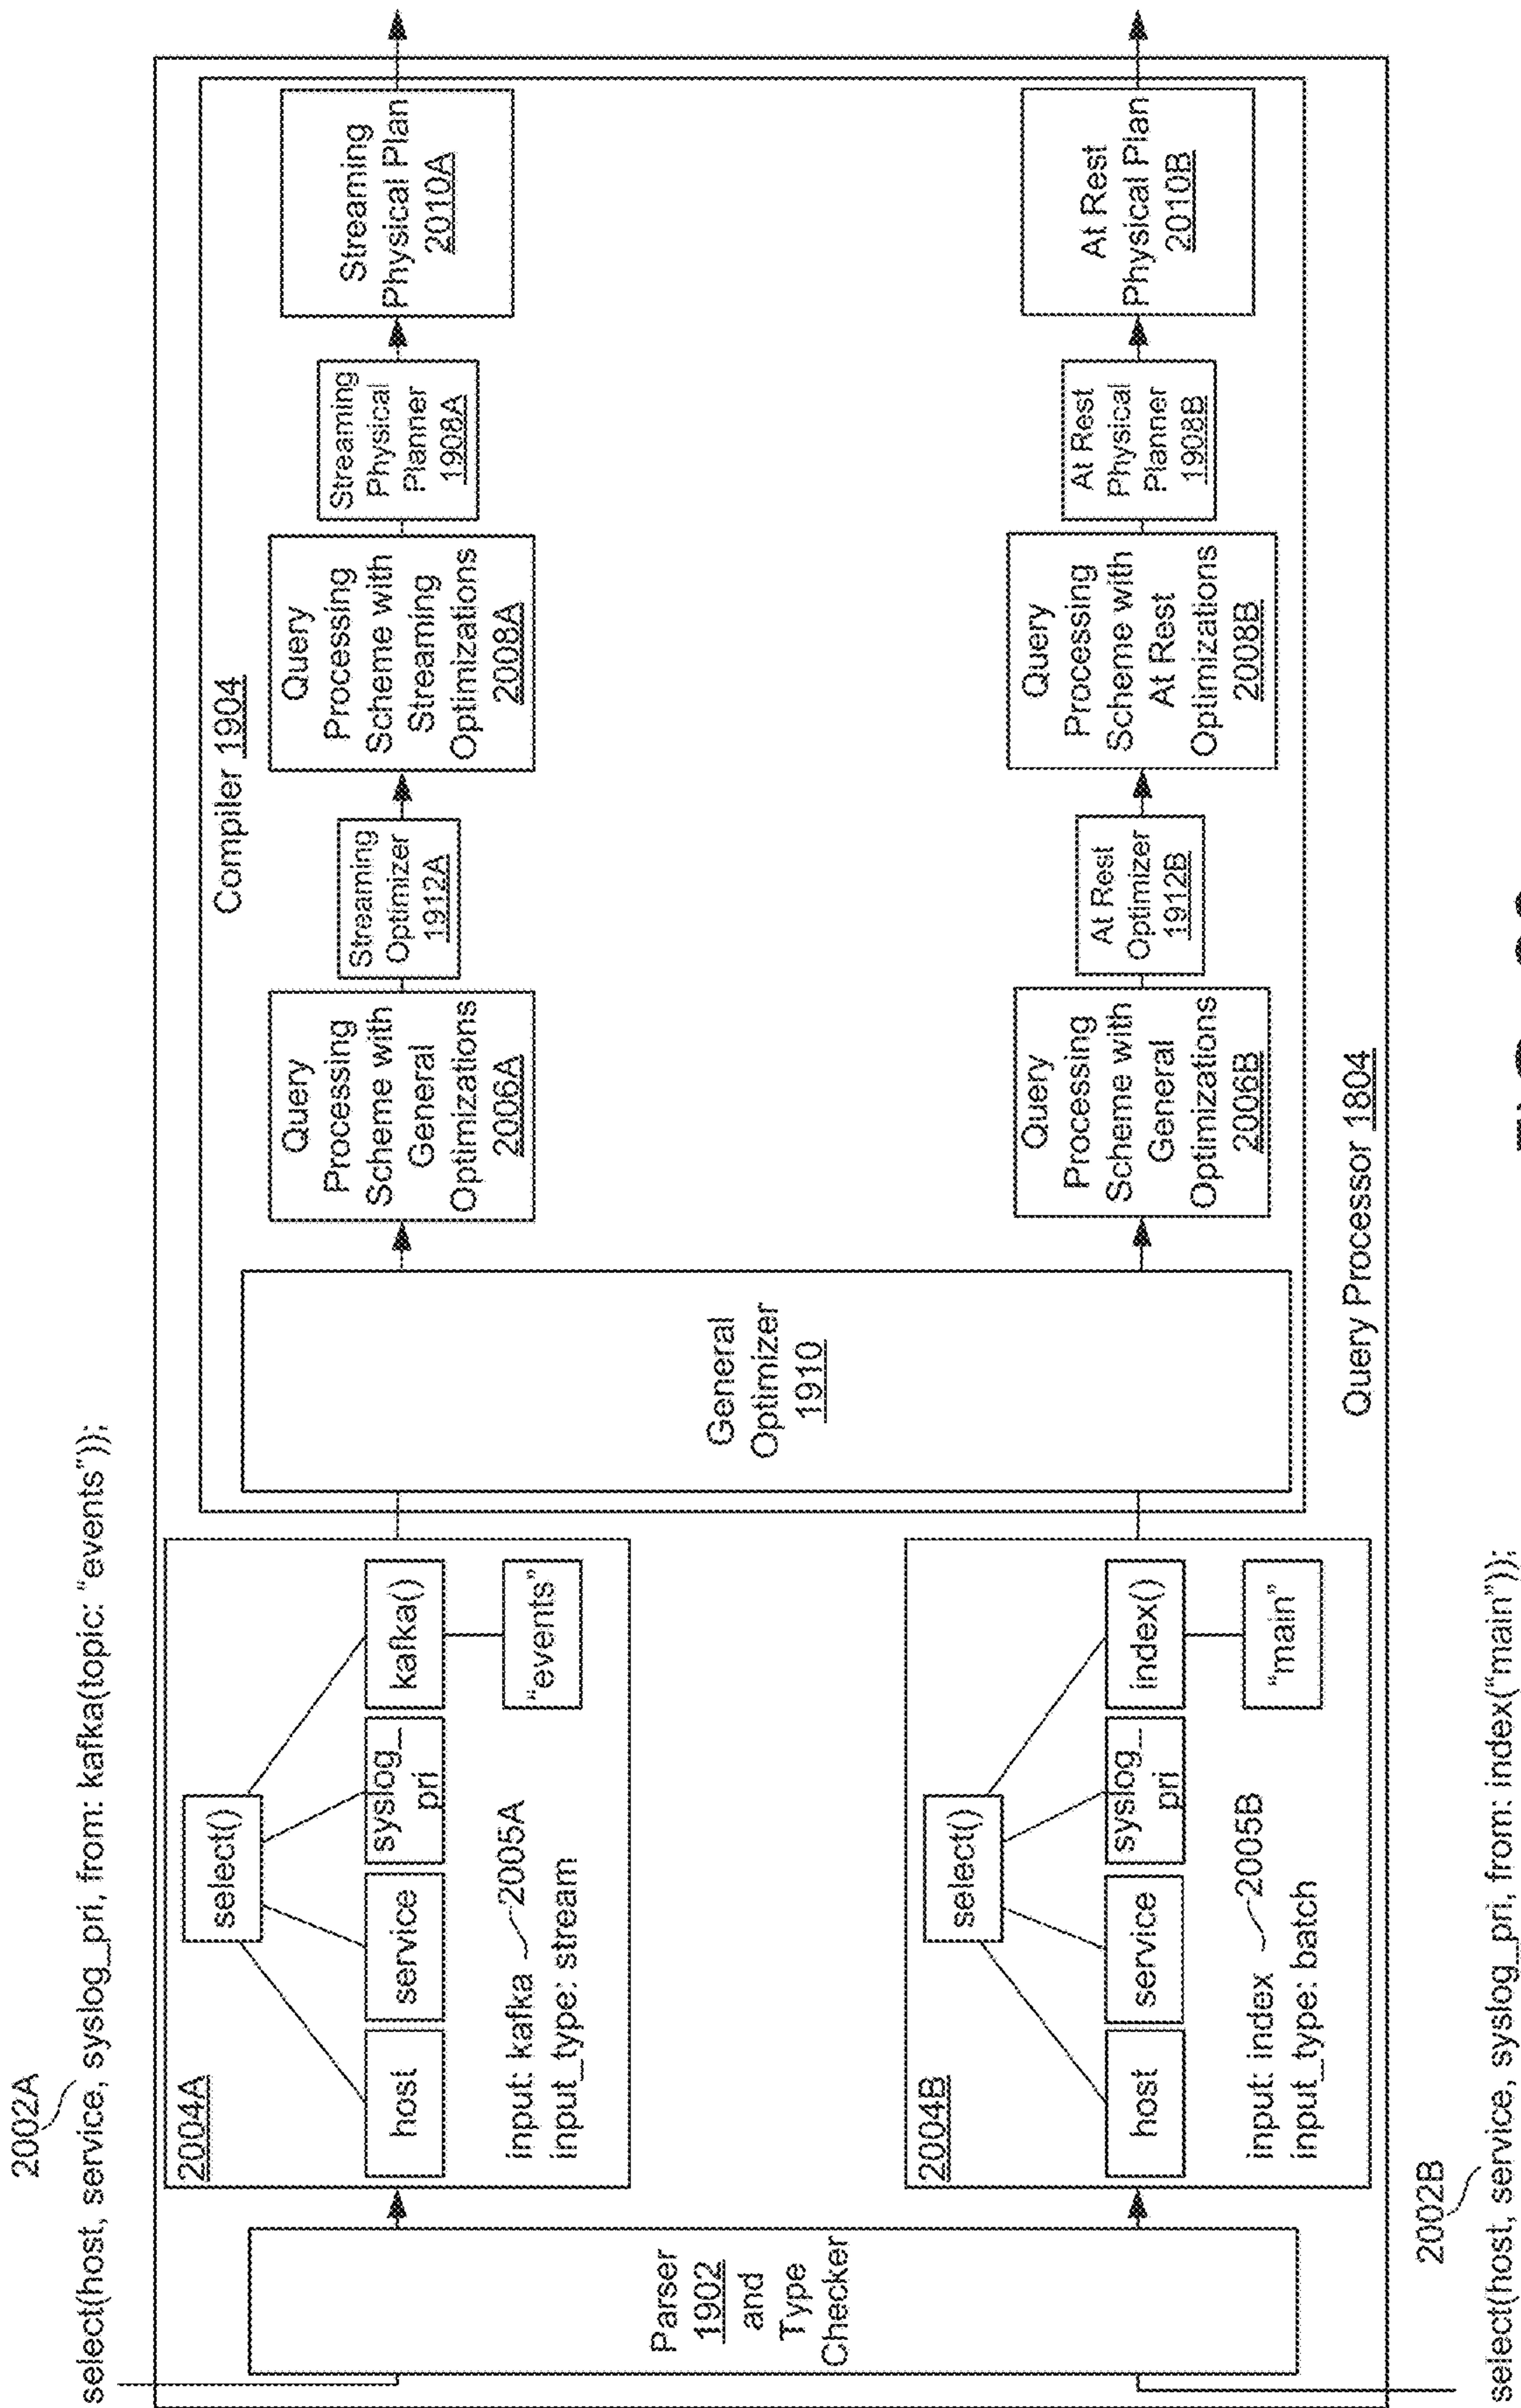 2002A
select(host, service, syslog_pri, from: kafka(topic: “events”));
Parser
1902
and
Type
Checker
2004A
select()
host
service
syslog_
pri
kafka()
“events”
input: kafka
2005A
input_type: stream
2004B
select()
host
service
syslog_
pri
index()
“main”
input: index
2005B
input_type: batch
General
Optimizer
1910
Compiler 1904
Query
Processing
Scheme with
General
Optimizations
2006A
Streaming
Optimizer
1912A
Query
Processing
Scheme with
Streaming
Optimizations
2008A
Streaming
Physical
Planner
1908A
Streaming
Physical Plan
2010A
Query
Processing
Scheme with
General
Optimizations
2006B
At Rest
Optimizer
1912B
Query
Processing
Scheme with
At Rest
Optimizations
2008B
At Rest
Physical
Planner
1908B
At Rest
Physical Plan
2010B
Query Processor 1804
2002B
select(host, service, syslog_pri, from: index(“main”));